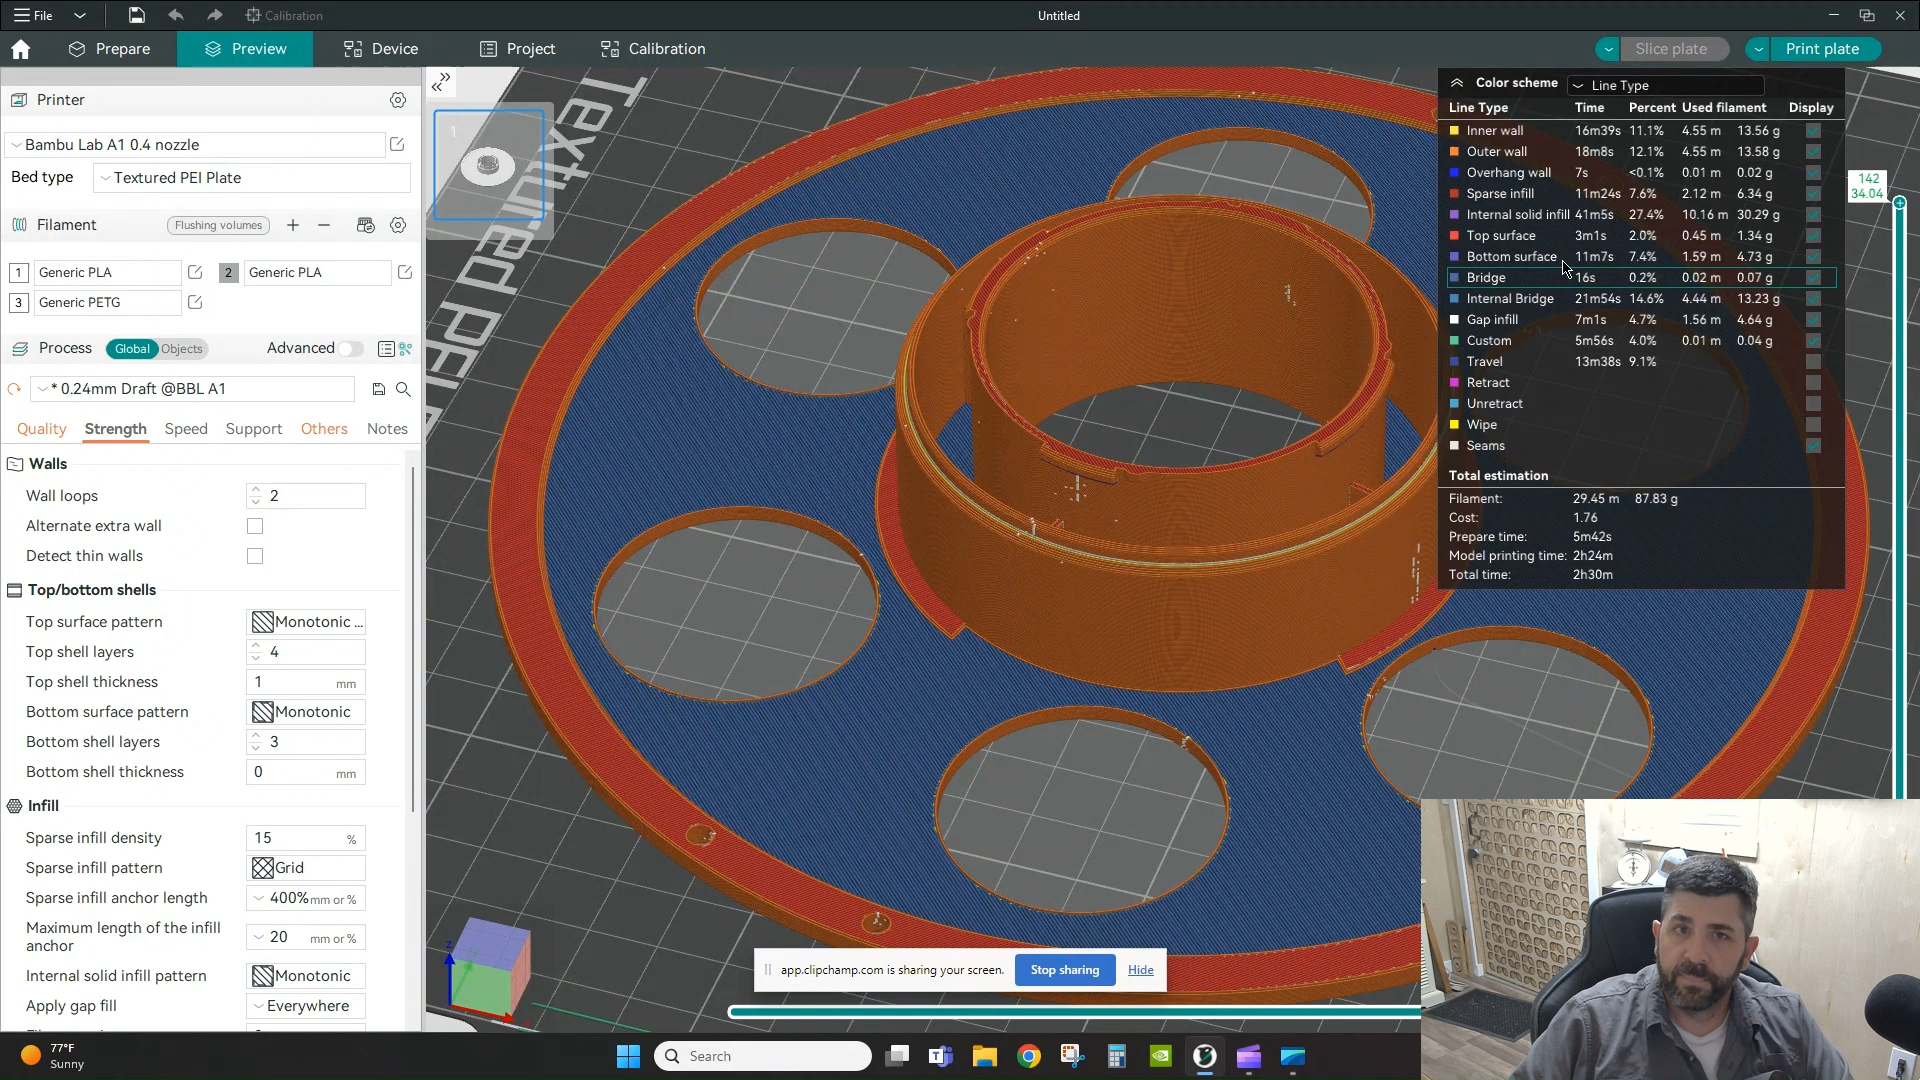 File
Calibration
Untitled
Prepare
Preview
Device
Project
Calibration
Slice plate
Print plate
Printer
Bambu Lab A1 0.4 nozzle
Bed type
Textured PEI Plate
Filament
Flushing volumes
1 Generic PLA
2 Generic PLA
3 Generic PETG
Process
Global
Objects
Advanced
* 0.24mm Draft @BBL A1
Quality
Strength
Speed
Support
Others
Notes
Walls
Wall loops 2
Alternate extra wall
Detect thin walls
Top/bottom shells
Top surface pattern Monotonic ...
Top shell layers 4
Top shell thickness 1 mm
Bottom surface pattern Monotonic
Bottom shell layers 3
Bottom shell thickness 0 mm
Infill
Sparse infill density 15 %
Sparse infill pattern Grid
Sparse infill anchor length 400% mm or %
Maximum length of the infill
anchor 20 mm or %
Internal solid infill pattern Monotonic
Apply gap fill Everywhere
1
Textured PEI
Color scheme Line Type
Line Type Time Percent Used filament Display
Inner wall 16m39s 11.1% 4.55 m 13.56 g
Outer wall 18m8s 12.1% 4.55 m 13.58 g
Overhang wall 7s <0.1% 0.01 m 0.02 g
Sparse infill 11m24s 7.6% 2.12 m 6.34 g
Internal solid infill 41m5s 27.4% 10.16 m 30.29 g
Top surface 3m1s 2.0% 0.45 m 1.34 g
Bottom surface 11m7s 7.4% 1.59 m 4.73 g
Bridge 16s 0.2% 0.02 m 0.07 g
Internal Bridge 21m54s 14.6% 4.44 m 13.23 g
Gap infill 7m1s 4.7% 1.56 m 4.64 g
Custom 5m56s 4.0% 0.01 m 0.04 g
Travel 13m38s 9.1%
Retract
Unretract
Wipe
Seams
Total estimation
Filament: 29.45 m 87.83 g
Cost: 1.76
Prepare time: 5m42s
Model printing time: 2h24m
Total time: 2h30m
142
34.04
app.clipchamp.com is sharing your screen.
Stop sharing
Hide
77°F
Sunny
Search